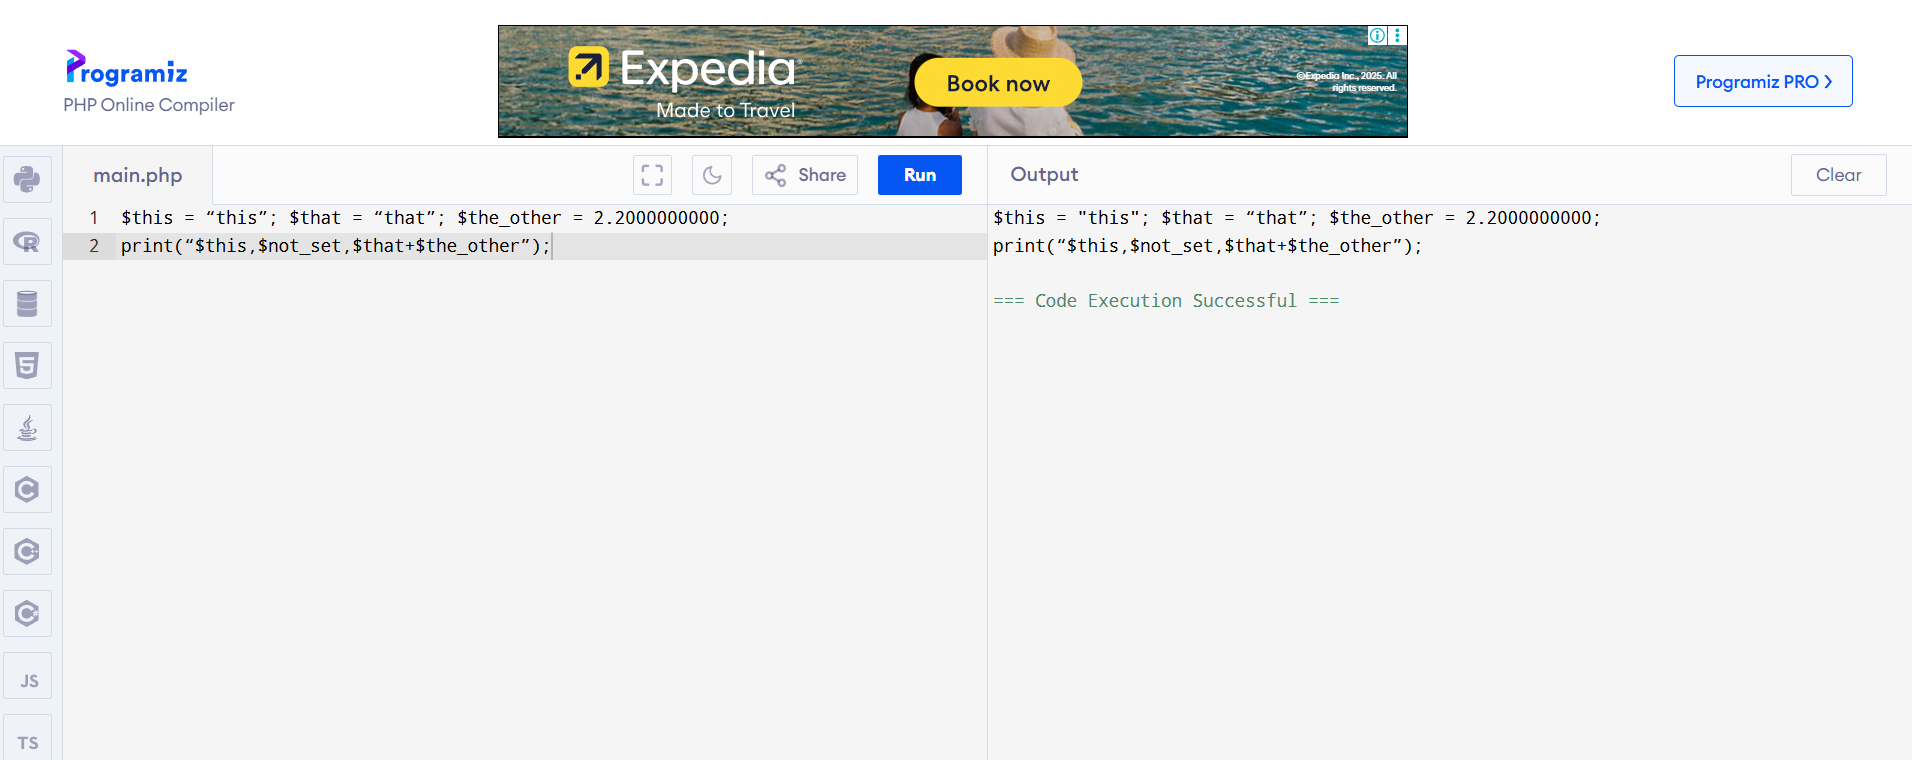 Programiz
PHP Online Compiler
Expedia
Made to Travel
Book now
©Expedia Inc., 2025. All
rights reserved.
Programiz PRO
main.php
Share
Run
Output
Clear
1 $this = “this”; $that = “that”; $the_other = 2.2000000000;
2 print(“$this,$not_set,$that+$the_other”);
$this = "this"; $that = “that”; $the_other = 2.2000000000;
print(“$this,$not_set,$that+$the_other”);
=== Code Execution Successful ===
R
5
C
C++
C#
JS
TS